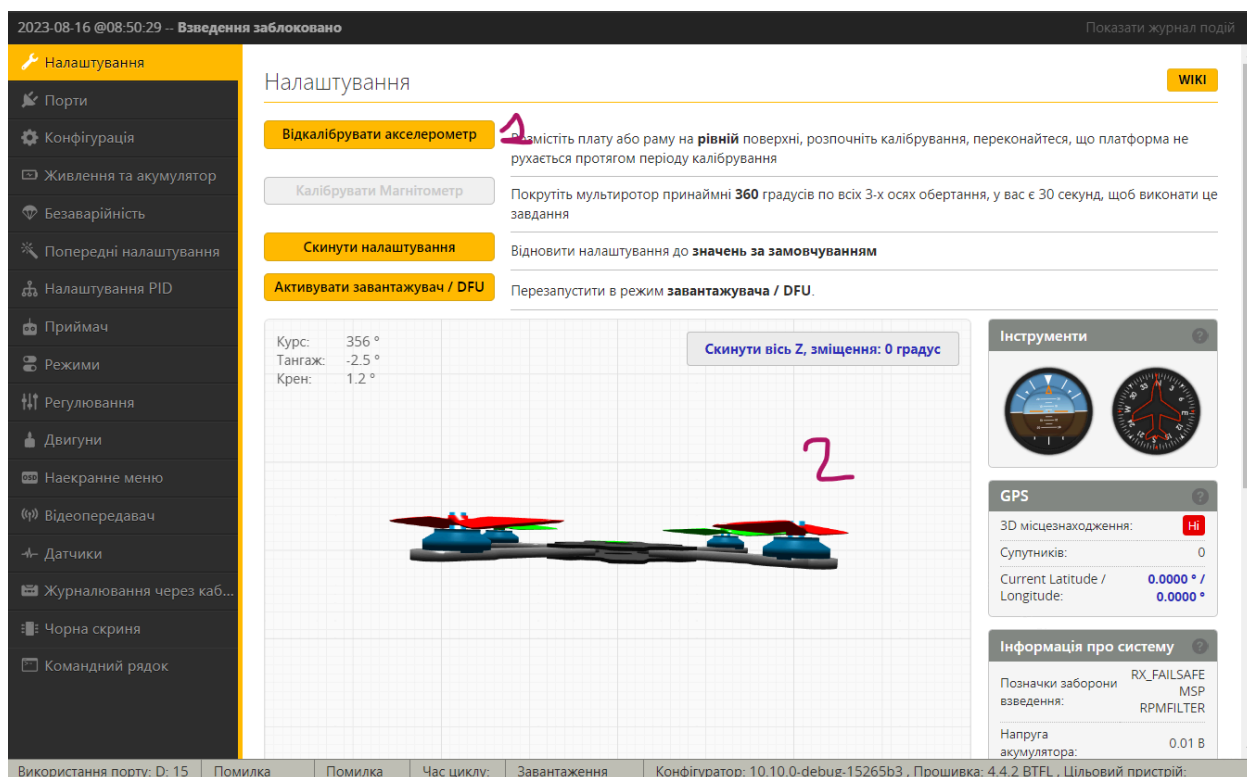 2023-08-16 @08:50:29 -- Взведення заблоковано
Показати журнал подій
Налаштування
Порти
Конфігурація
Живлення та акумулятор
Безаварійність
Попередні налаштування
Налаштування PID
Приймач
Режими
Регулювання
Двигуни
Наекранне меню
Відеопередавач
Датчики
Журналювання через каб...
Чорна скриня
Командний рядок
Налаштування
WIKI
Відкалібрувати акселерометр
1
Розмістіть плату або раму на рівній поверхні, розпочніть калібрування, переконайтеся, що платформа не
рухається протягом періоду калібрування
Калібрувати Магнітометр
Покрутіть мультиротор принаймні 360 градусів по всіх 3-х осях обертання, у вас є 30 секунд, щоб виконати це
завдання
Скинути налаштування
Відновити налаштування до значень за замовчуванням
Активувати завантажувач / DFU
Перезапустити в режим завантажувача / DFU.
Курс: 356 °
Тангаж: -2.5 °
Крен: 1.2 °
Скинути вісь Z, зміщення: 0 градус
2
Інструменти
GPS
3D місцезнаходження: Ні
Супутників: 0
Current Latitude / 0.0000 ° /
Longitude: 0.0000 °
Інформація про систему
Позначки заборони
взведення:
RX_FAILSAFE
MSP
RPMFILTER
Напруга
акумулятора:
0.01 В
Використання порту: D: 15 Помилка Помилка Час циклу: Завантаження Конфігуратор: 10.10.0-debug-15265b3 , Прошивка: 4.4.2 BTFL , Цільовий пристрій: